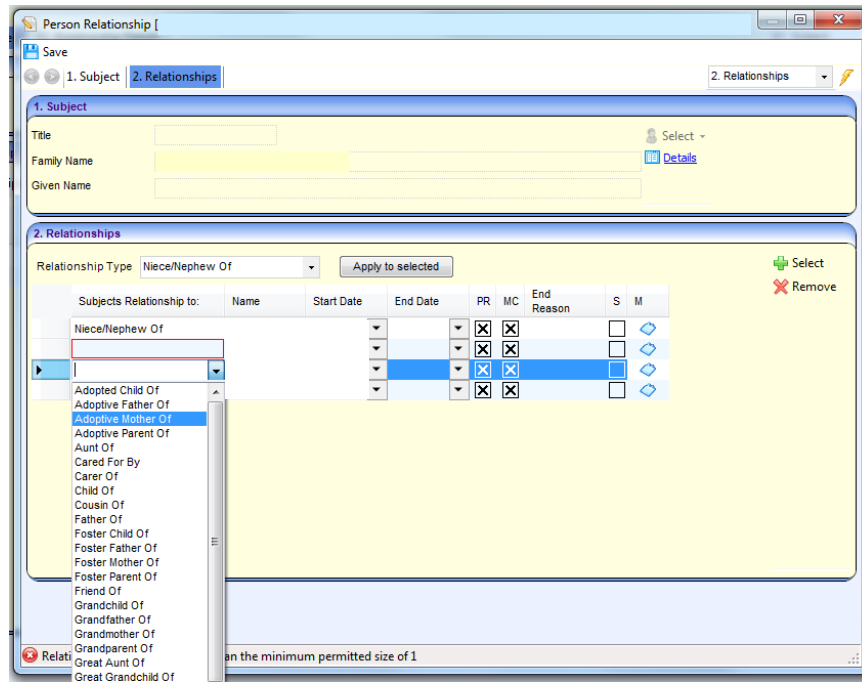 Person Relationship [
Save
1. Subject 2. Relationships 2. Relationships
1. Subject
Title
Select
Family Name
Details
Given Name
2. Relationships
Relationship Type Niece/Nephew Of Apply to selected
Select
Remove
Subjects Relationship to: Name Start Date End Date PR MC End Reason S M
Niece/Nephew Of
Adopted Child Of
Adoptive Father Of
Adoptive Mother Of
Adoptive Parent Of
Aunt Of
Cared For By
Carer Of
Child Of
Cousin Of
Father Of
Foster Child Of
Foster Father Of
Foster Mother Of
Foster Parent Of
Friend Of
Grandchild Of
Grandfather Of
Grandmother Of
Grandparent Of
Great Aunt Of
Great Grandchild Of
Relati an the minimum permitted size of 1